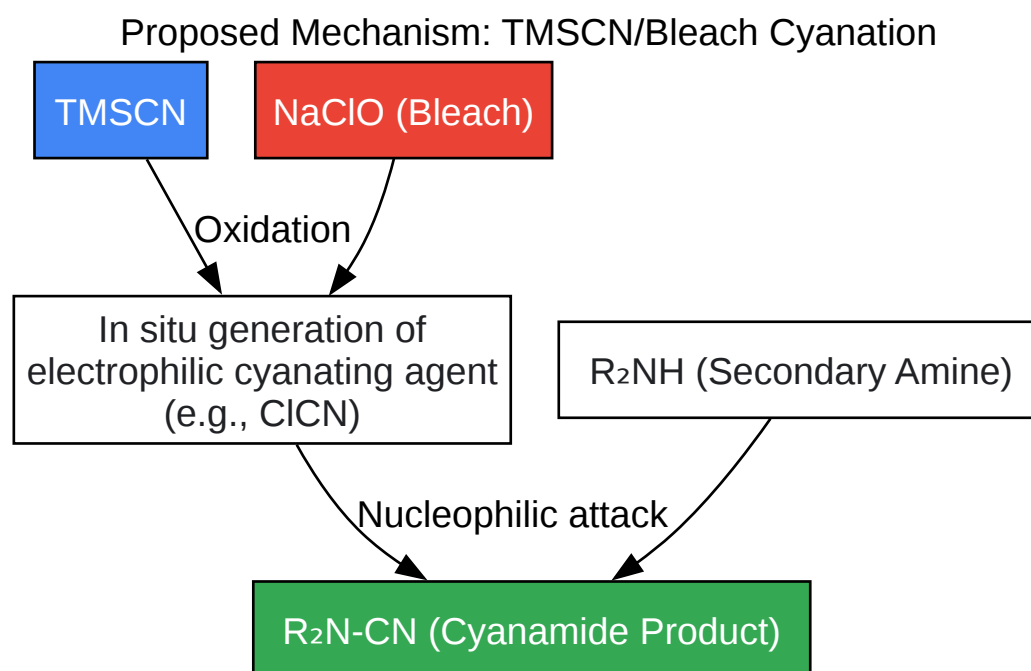 Proposed Mechanism: TMSCN/Bleach Cyanation
TMSCN
NaClO (Bleach)
Oxidation
In situ generation of
electrophilic cyanating agent
(e.g., ClCN)
R₂NH (Secondary Amine)
Nucleophilic attack
R₂N-CN (Cyanamide Product)